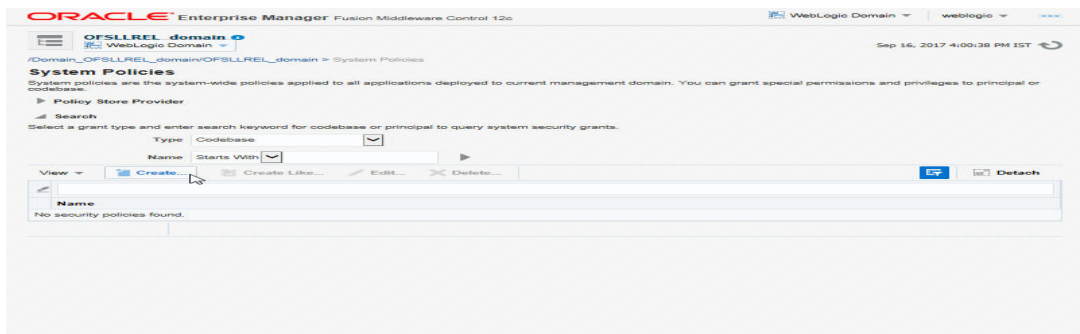 ORACLE Enterprise Manager Fusion Middleware Control 12c
WebLogic Domain weblogic
OFSLLREL_domain
WebLogic Domain
Sep 16, 2017 4:00:38 PM IST
/Domain_OFSLLREL_domain/OFSLLREL_domain > System Policies
System Policies
System policies are the system-wide policies applied to all applications deployed to current management domain. You can grant special permissions and privileges to principal or
codebase.
Policy Store Provider
Search
Select a grant type and enter search keyword for codebase or principal to query system security grants.
Type Codebase
Name Starts With
View Create... Create Like... Edit... Delete... Detach
Name
No security policies found.